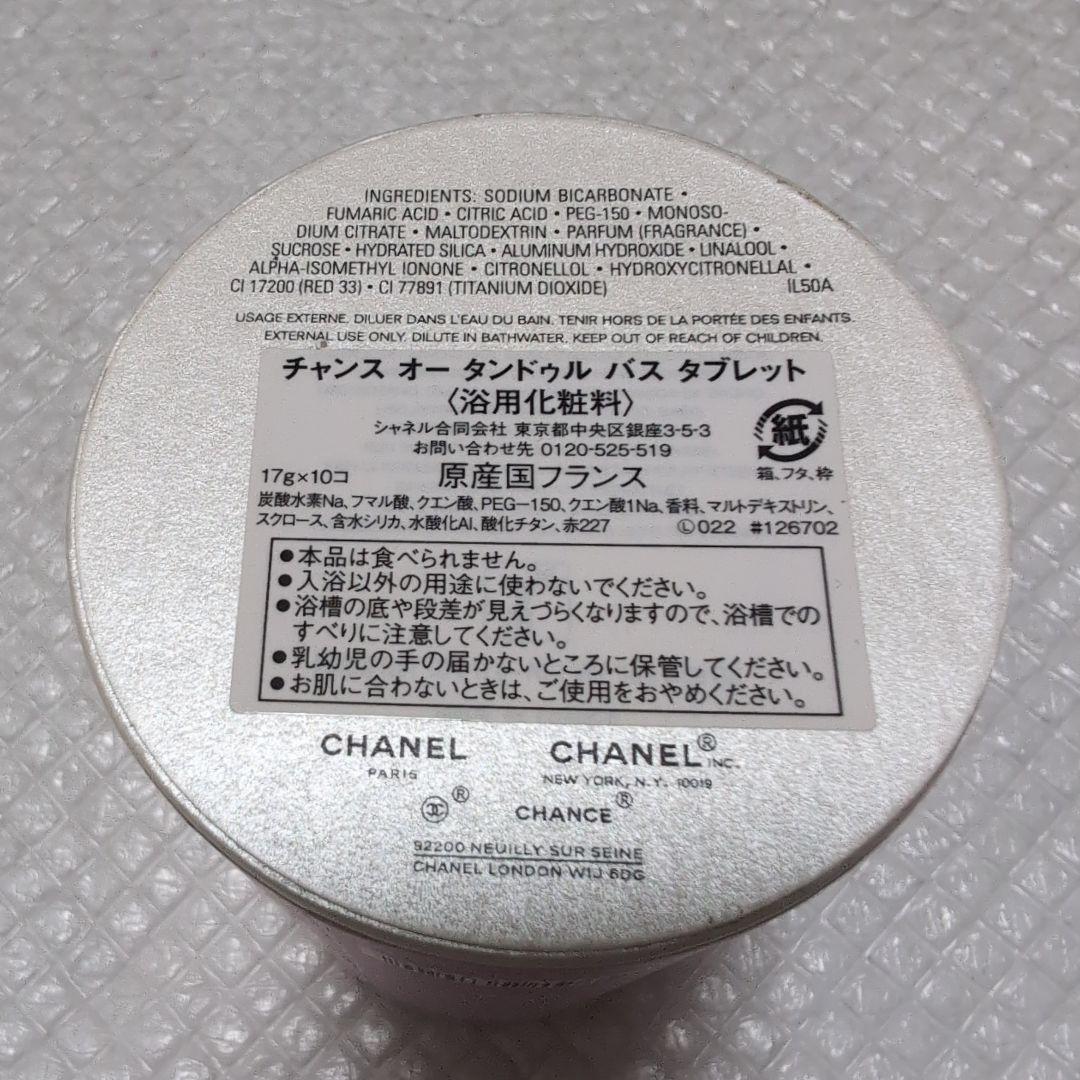 INGREDIENTS: SODIUM BICARBONATE •
FUMARIC ACID • CITRIC ACID • PEG-150 • MONOSO-
DIUM CITRATE • MALTODEXTRIN • PARFUM (FRAGRANCE) •
SUCROSE • HYDRATED SILICA • ALUMINUM HYDROXIDE • LINALOOL •
ALPHA-ISOMETHYL IONONE • CITRONELLOL • HYDROXYCITRONELLAL •
CI 17200 (RED 33) • CI 77891 (TITANIUM DIOXIDE) IL50A
USAGE EXTERNE. DILUER DANS L'EAU DU BAIN. TENIR HORS DE LA PORTÉE DES ENFANTS.
EXTERNAL USE ONLY. DILUTE IN BATHWATER. KEEP OUT OF REACH OF CHILDREN.
チャンス オー タンドゥル バス タブレット
〈浴用化粧料〉
シャネル合同会社 東京都中央区銀座3-5-3
お問い合わせ先 0120-525-519
紙
17g×10コ 原産国フランス 箱、フタ、枠
炭酸水素Na、フマル酸、クエン酸、PEG-150、クエン酸1Na、香料、マルトデキストリン、
スクロース、含水シリカ、水酸化Al、酸化チタン、赤227 Ⓛ022 #126702
●本品は食べられません。
●入浴以外の用途に使わないでください。
●浴槽の底や段差が見えづらくなりますので、浴槽での
すべりに注意してください。
●乳幼児の手の届かないところに保管してください。
●お肌に合わないときは、ご使用をおやめください。
CHANEL CHANEL® INC.
PARIS NEW YORK, N.Y. 10019
® CHANCE®
92200 NEUILLY SUR SEINE
CHANEL LONDON W1J 6DG